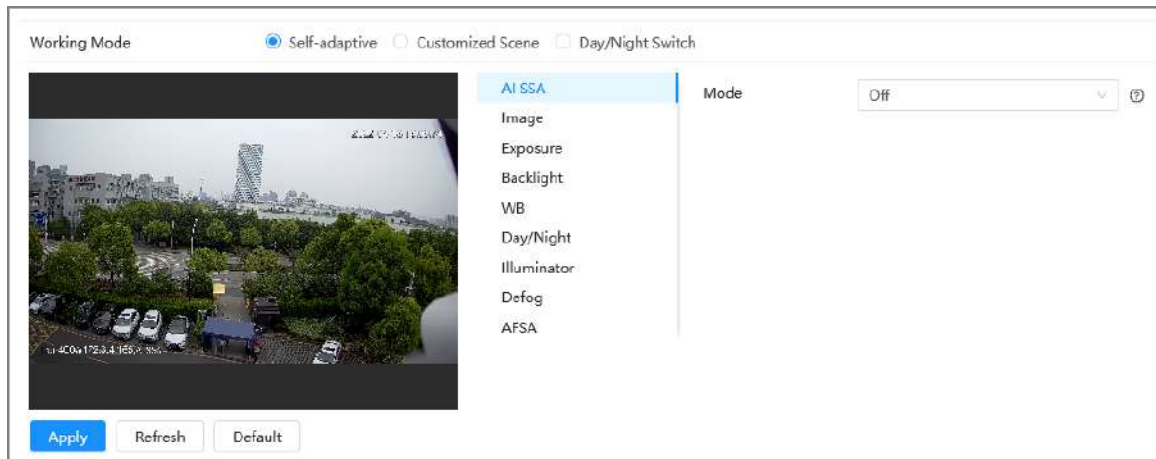 Working Mode Self-adaptive Customized Scene Day/Night Switch
AI SSA
Mode Off
Image
Exposure
Backlight
WB
Day/Night
Illuminator
Defog
AFSA
Apply Refresh Default